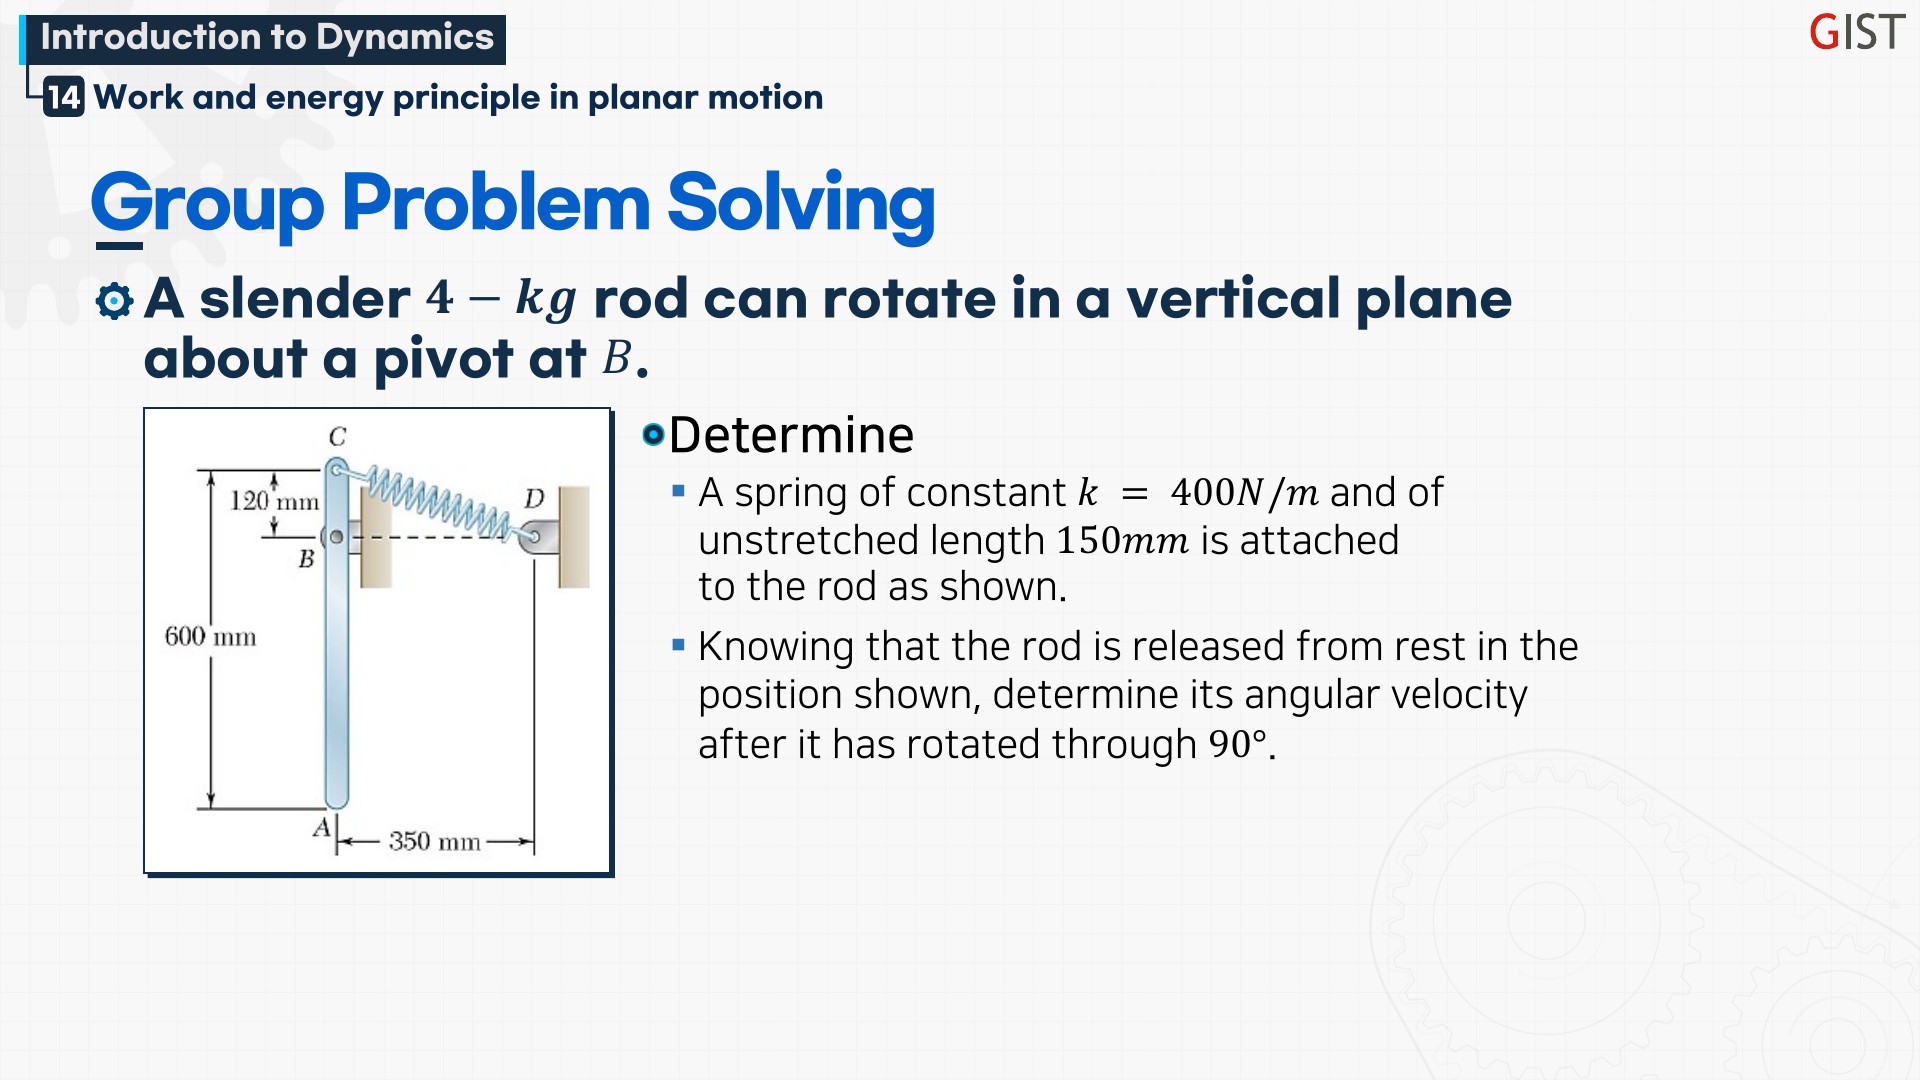 Introduction to Dynamics
GIST
14 Work and energy principle in planar motion
Group Problem Solving
A slender 4 − kg rod can rotate in a vertical plane
about a pivot at B.
C
120 mm
D
B
600 mm
A
350 mm
Determine
A spring of constant k = 400N/m and of
unstretched length 150mm is attached
to the rod as shown.
Knowing that the rod is released from rest in the
position shown, determine its angular velocity
after it has rotated through 90°.